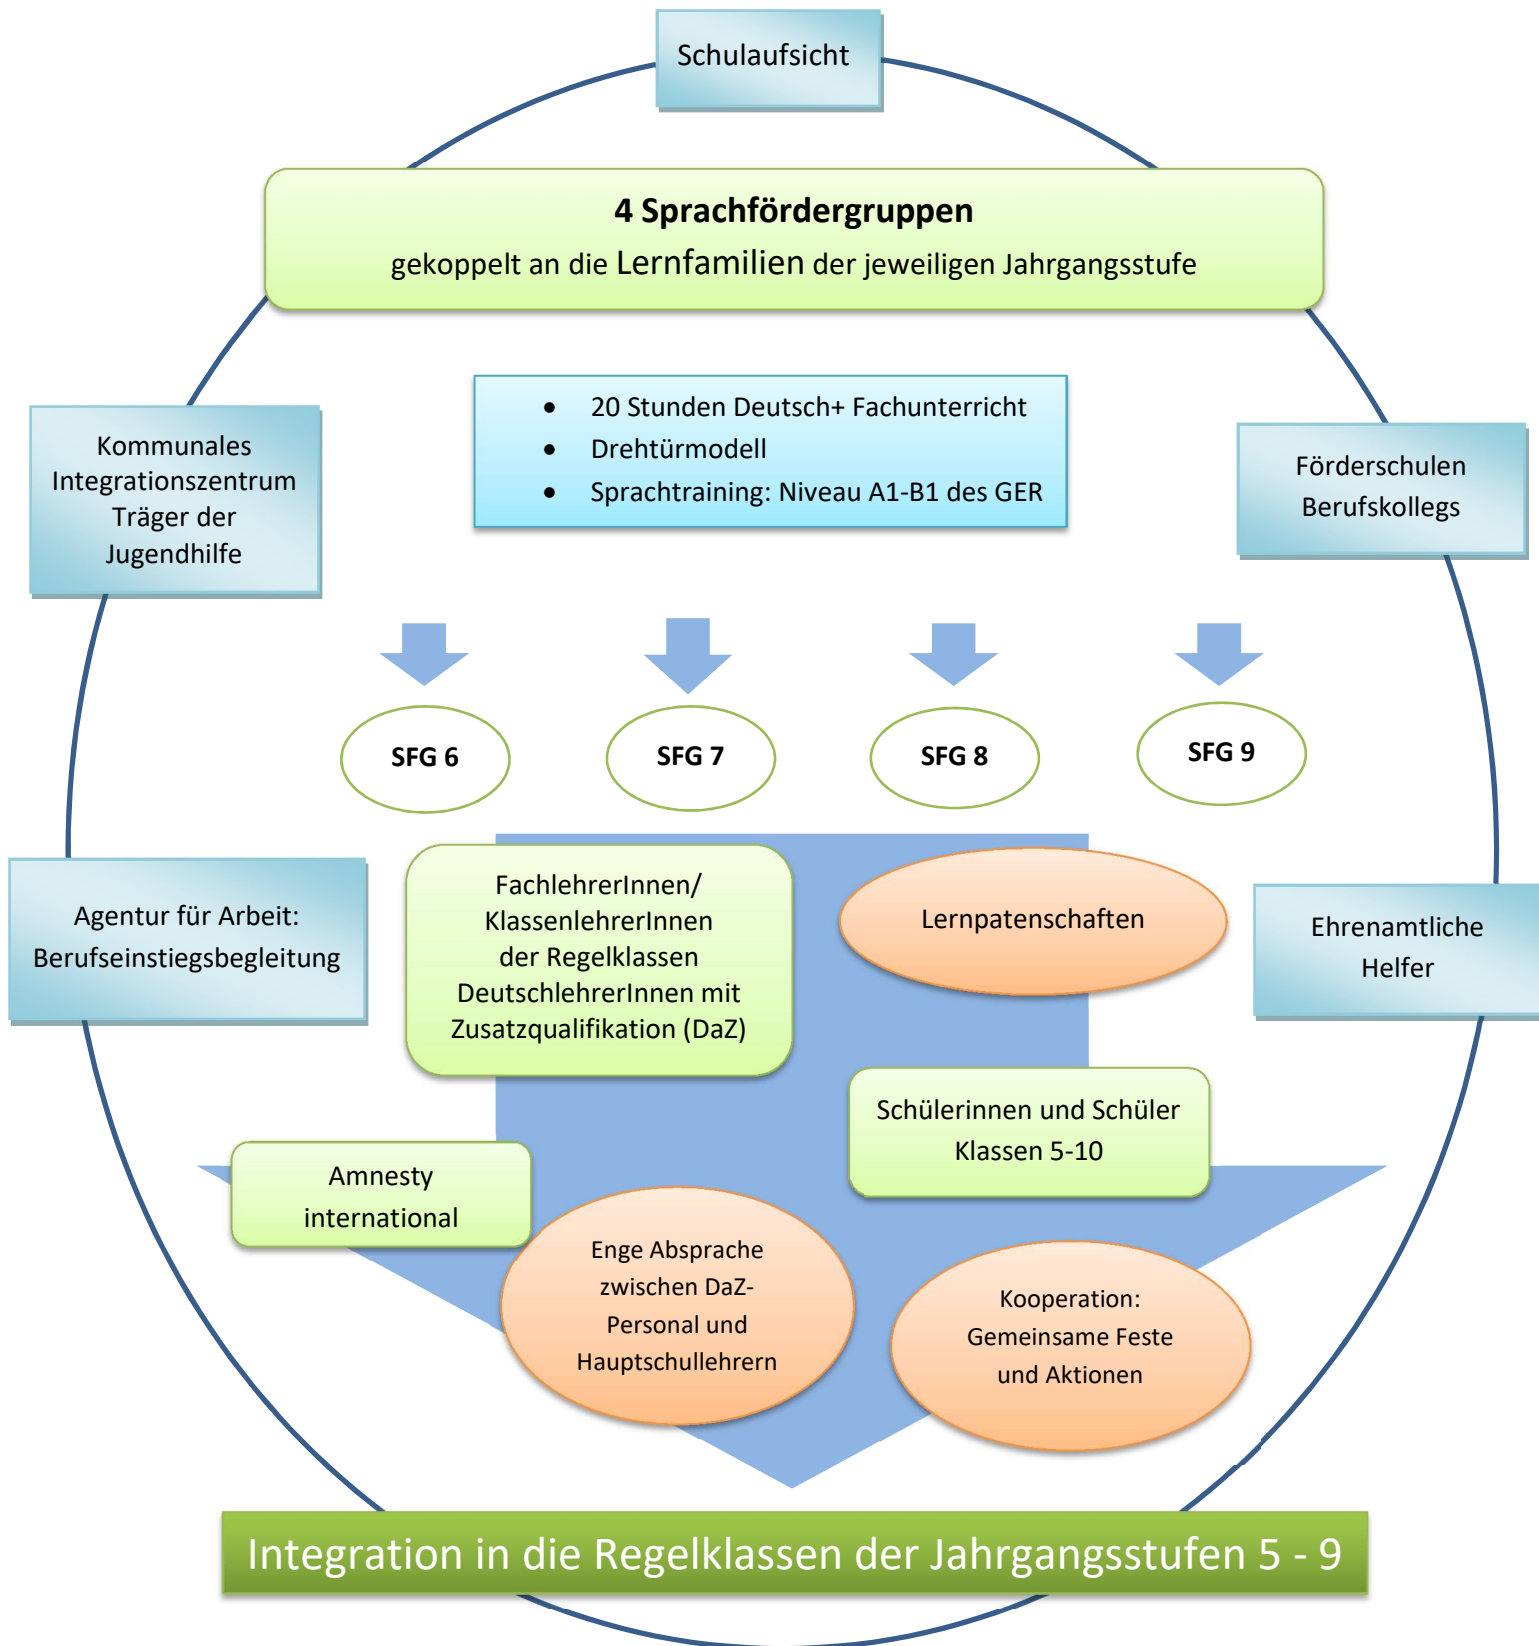 Schulaufsicht
4 Sprachfördergruppen
gekoppelt an die Lernfamilien der jeweiligen Jahrgangsstufe
• 20 Stunden Deutsch+ Fachunterricht
• Drehtürmodell
• Sprachtraining: Niveau A1-B1 des GER
Kommunales
Integrationszentrum
Träger der
Jugendhilfe
Förderschulen
Berufskollegs
SFG 6
SFG 7
SFG 8
SFG 9
Agentur für Arbeit:
Berufseinstiegsbegleitung
FachlehrerInnen/
KlassenlehrerInnen
der Regelklassen
DeutschlehrerInnen mit
Zusatzqualifikation (DaZ)
Lernpatenschaften
Ehrenamtliche
Helfer
Schülerinnen und Schüler
Klassen 5-10
Amnesty
international
Enge Absprache
zwischen DaZ-
Personal und
Hauptschullehrern
Kooperation:
Gemeinsame Feste
und Aktionen
Integration in die Regelklassen der Jahrgangsstufen 5 - 9